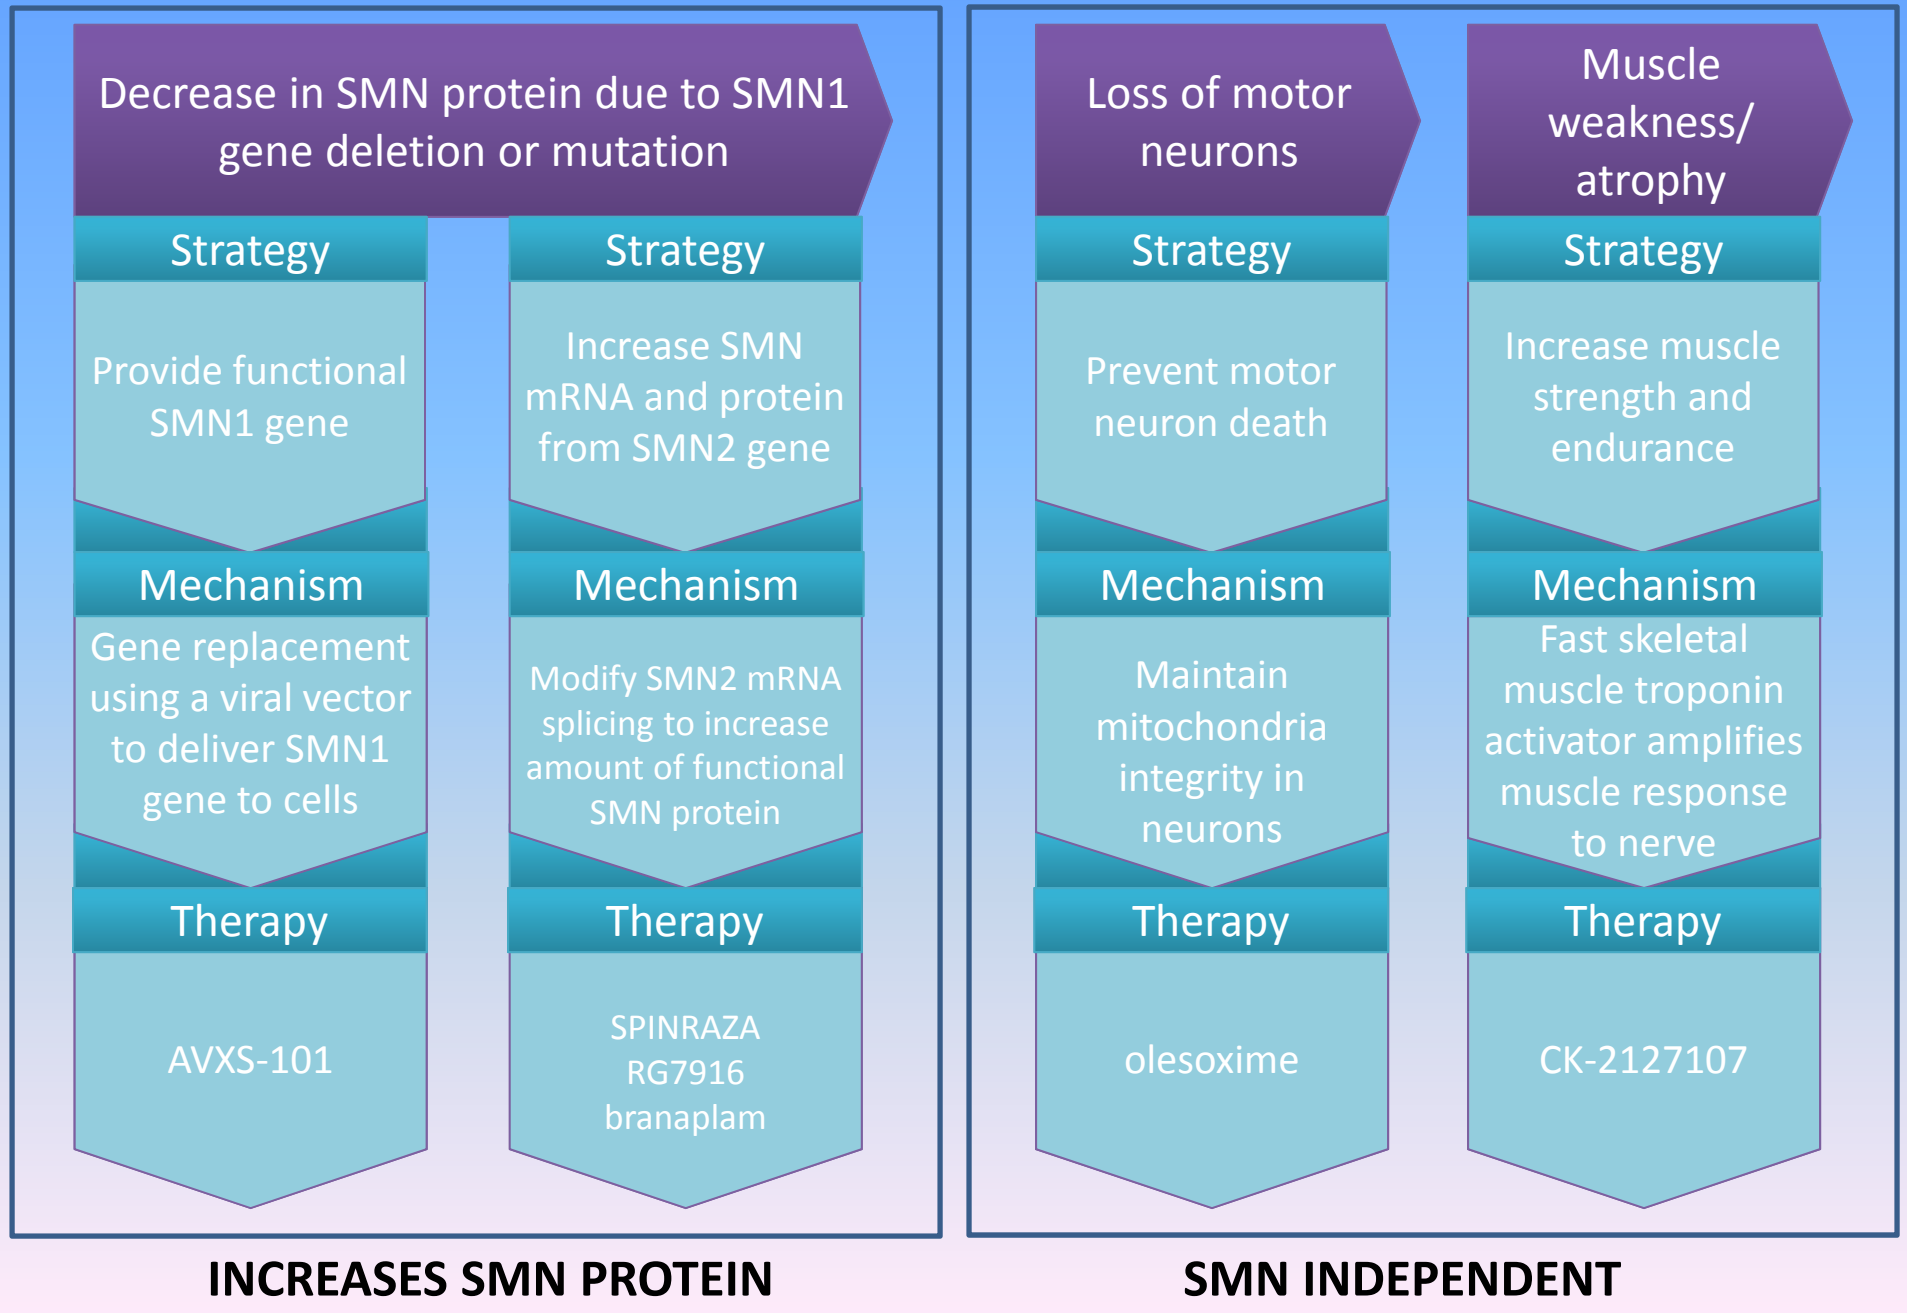 Decrease in SMN protein due to SMN1
gene deletion or mutation
Strategy
Provide functional
SMN1 gene
Mechanism
Gene replacement
using a viral vector
to deliver SMN1
gene to cells
Therapy
AVXS-101
Strategy
Increase SMN
mRNA and protein
from SMN2 gene
Mechanism
Modify SMN2 mRNA
splicing to increase
amount of functional
SMN protein
Therapy
SPINRAZA
RG7916
branaplam
INCREASES SMN PROTEIN
Loss of motor
neurons
Strategy
Prevent motor
neuron death
Mechanism
Maintain
mitochondria
integrity in
neurons
Therapy
olesoxime
Muscle
weakness/
atrophy
Strategy
Increase muscle
strength and
endurance
Mechanism
Fast skeletal
muscle troponin
activator amplifies
muscle response
to nerve
Therapy
CK-2127107
SMN INDEPENDENT